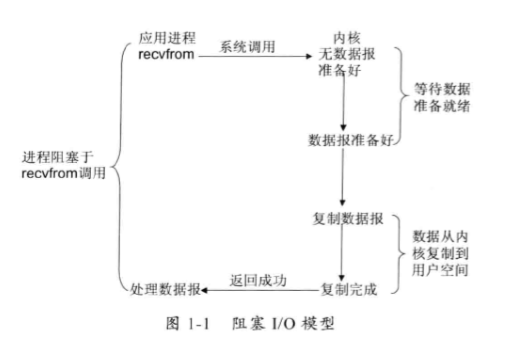 应用进程
recvfrom
系统调用
内核
无数据报
准备好
等待数据
准备就绪
数据报准备好
进程阻塞于
recvfrom调用
复制数据报
数据从内
核复制到
用户空间
处理数据报
返回成功
复制完成
图 1-1 阻塞 I/O 模型